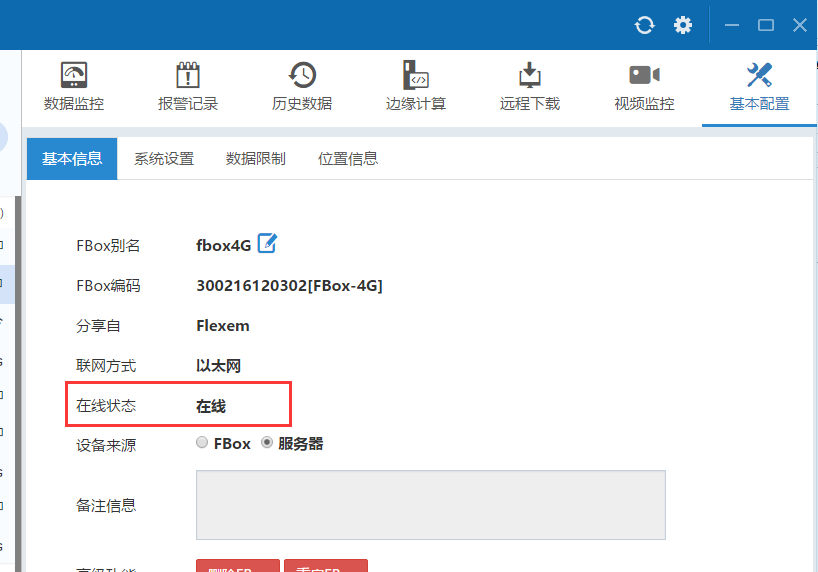 数据监控 报警记录 历史数据 边缘计算 远程下载 视频监控 基本配置
基本信息 系统设置 数据限制 位置信息
FBox别名 fbox4G
FBox编码 300216120302[FBox-4G]
分享自 Flexem
联网方式 以太网
在线状态 在线
设备来源 FBox 服务器
备注信息